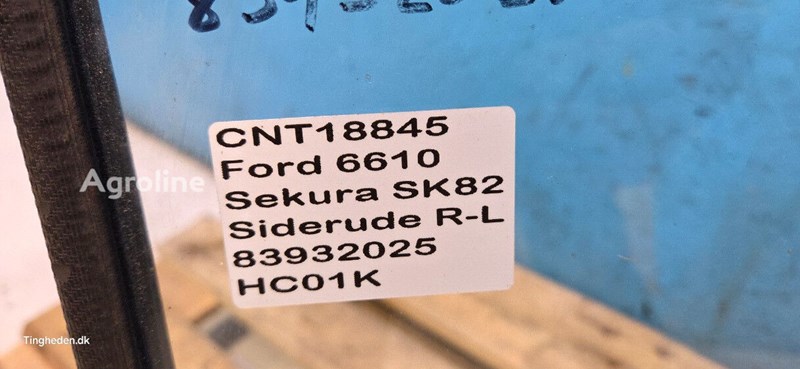 CNT18845
Ford 6610
Sekura SK82
Siderude R-L
83932025
HC01K
Agroline
Tingheden.dk